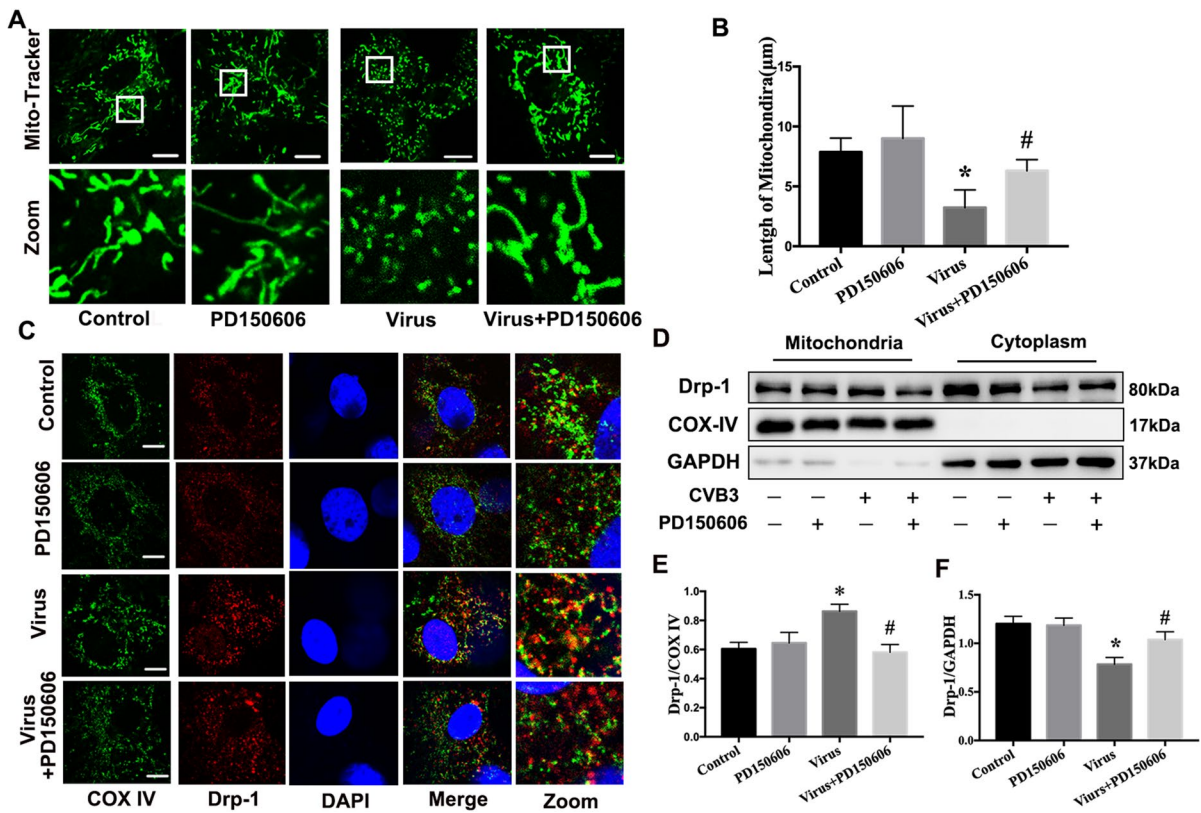 A
Mito-Tracker
Zoom
Control
PD150606
Virus
Virus+PD150606
B
Lentgh of Mitochondira(μm)
15
10
5
0
*
#
Control
PD150606
Virus
Virus+PD150606
C
Control
PD150606
Virus
Virus
+PD150606
COX IV
Drp-1
DAPI
Merge
Zoom
D
Mitochondria
Cytoplasm
Drp-1
80kDa
COX-IV
17kDa
GAPDH
37kDa
CVB3 — — + + — — + +
PD150606 — + — + — + — +
E
Drp-1/COX IV
1.0
0.8
0.6
0.4
0.2
0.0
*
#
Control
PD150606
Virus
Virus+PD150606
F
Drp-1/GAPDH
1.5
1.0
0.5
0.0
*
#
Control
PD150606
Virus
Viurs+PD150606